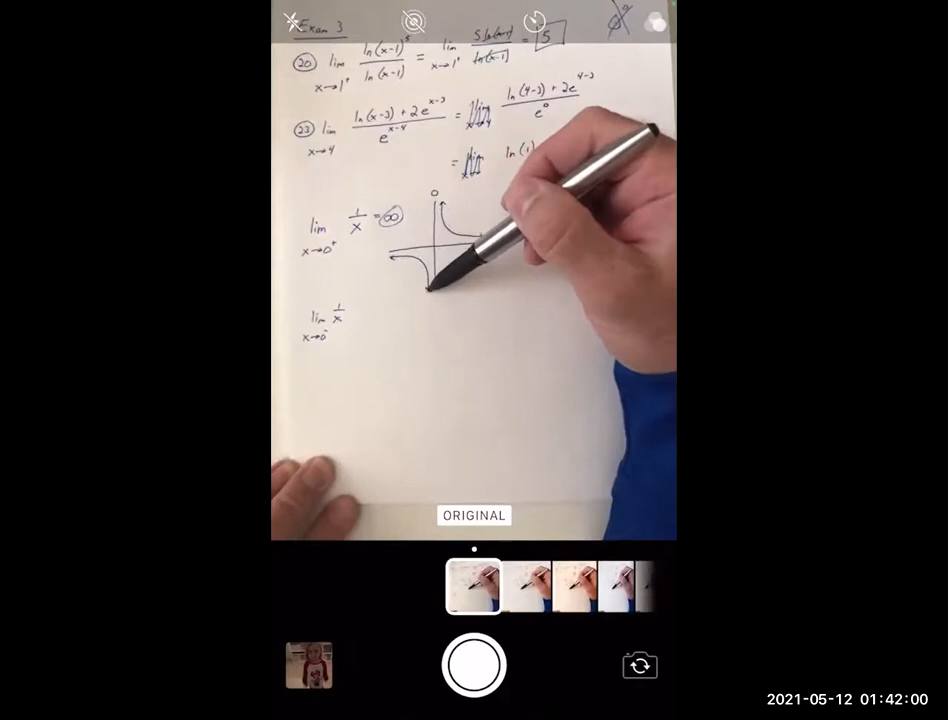 Exam 3
(20) lim x→1⁺ ln(x-1)⁵ / ln(x-1) = lim x→1⁺ 5 ln(x-1) / ln(x-1) = 5
(23) lim x→4 ln(x-3) + 2e^(x-3) / e^(x-4) = ln(4-3) + 2e^(4-3) / e^0
= ln(1)
lim x→0⁺ 1/x = ∞
0
lim x→0⁻ 1/x
ORIGINAL
2021-05-12 01:42:00